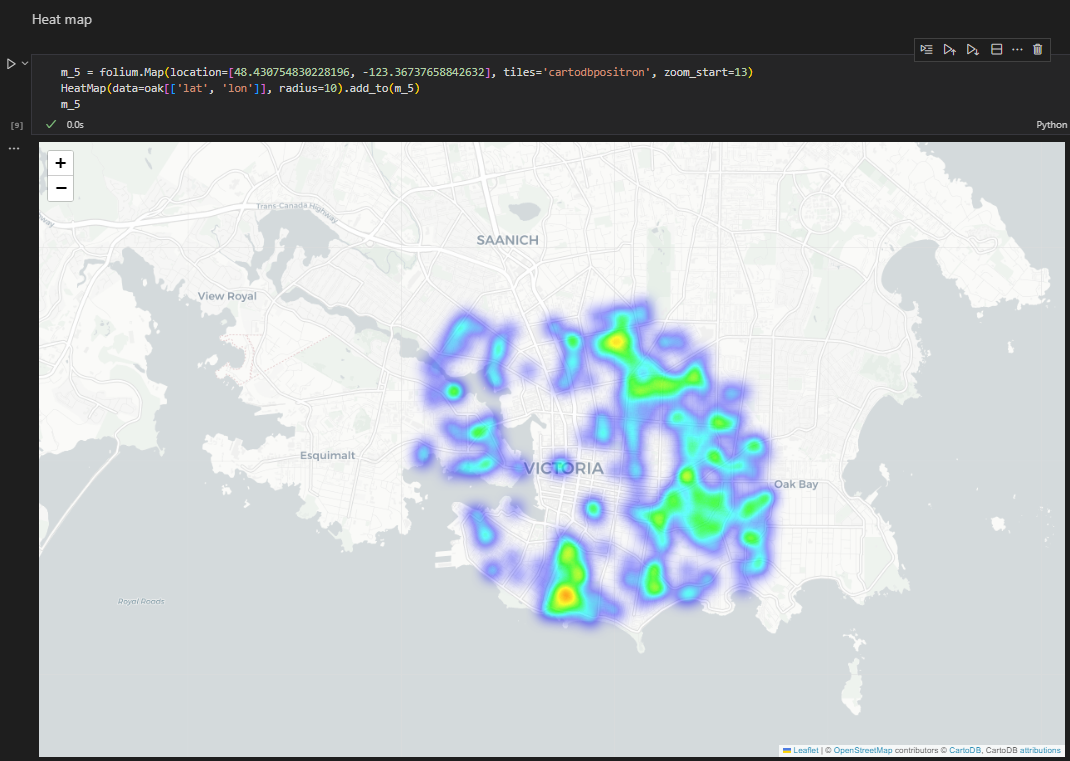 Heat map
m_5 = folium.Map(location=[48.430754830228196, -123.36737658842632], tiles='cartodbpositron', zoom_start=13)
HeatMap(data=oak[['lat', 'lon']], radius=10).add_to(m_5)
m_5
[9]
0.0s
Python
+
−
Trans Canada Highway
SAANICH
View Royal
Esquimalt
VICTORIA
Oak Bay
Royal Roads
Leaflet | © OpenStreetMap contributors © CartoDB, CartoDB attributions